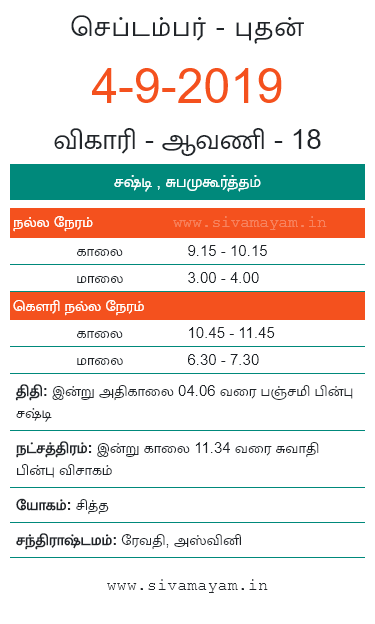 செப்டம்பர் - புதன்
4-9-2019
விகாரி - ஆவணி - 18
சஷ்டி , சுபமுகூர்த்தம்
நல்ல நேரம் www.sivamayam.in
காலை 9.15 - 10.15
மாலை 3.00 - 4.00
கௌரி நல்ல நேரம்
காலை 10.45 - 11.45
மாலை 6.30 - 7.30
திதி: இன்று அதிகாலை 04.06 வரை பஞ்சமி பின்பு
சஷ்டி
நட்சத்திரம்: இன்று காலை 11.34 வரை சுவாதி
பின்பு விசாகம்
யோகம்: சித்த
சந்திராஷ்டமம்: ரேவதி, அஸ்வினி
www.sivamayam.in